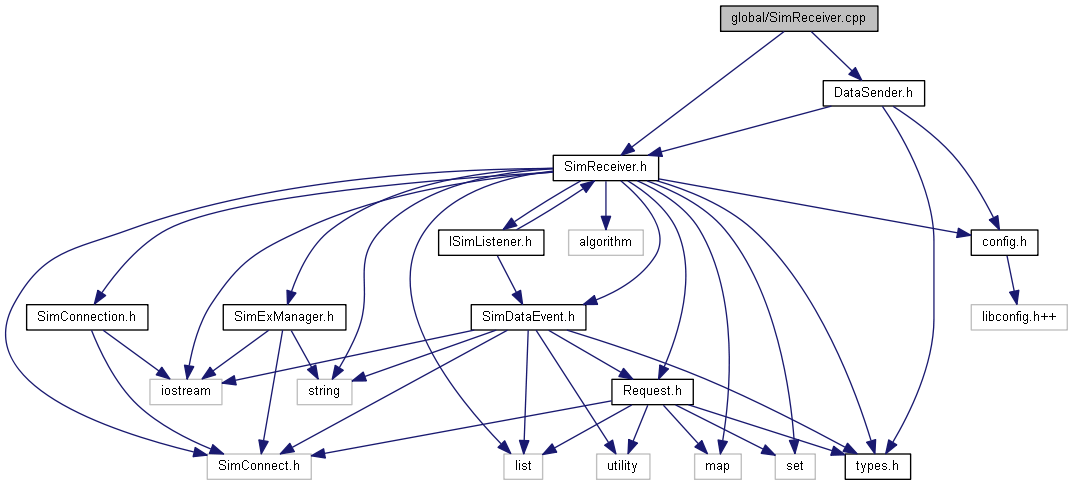 global/SimReceiver.cpp
DataSender.h
SimReceiver.h
ISimListener.h
algorithm
config.h
SimConnection.h
SimExManager.h
SimDataEvent.h
libconfig.h++
iostream
string
Request.h
SimConnect.h
list
utility
map
set
types.h